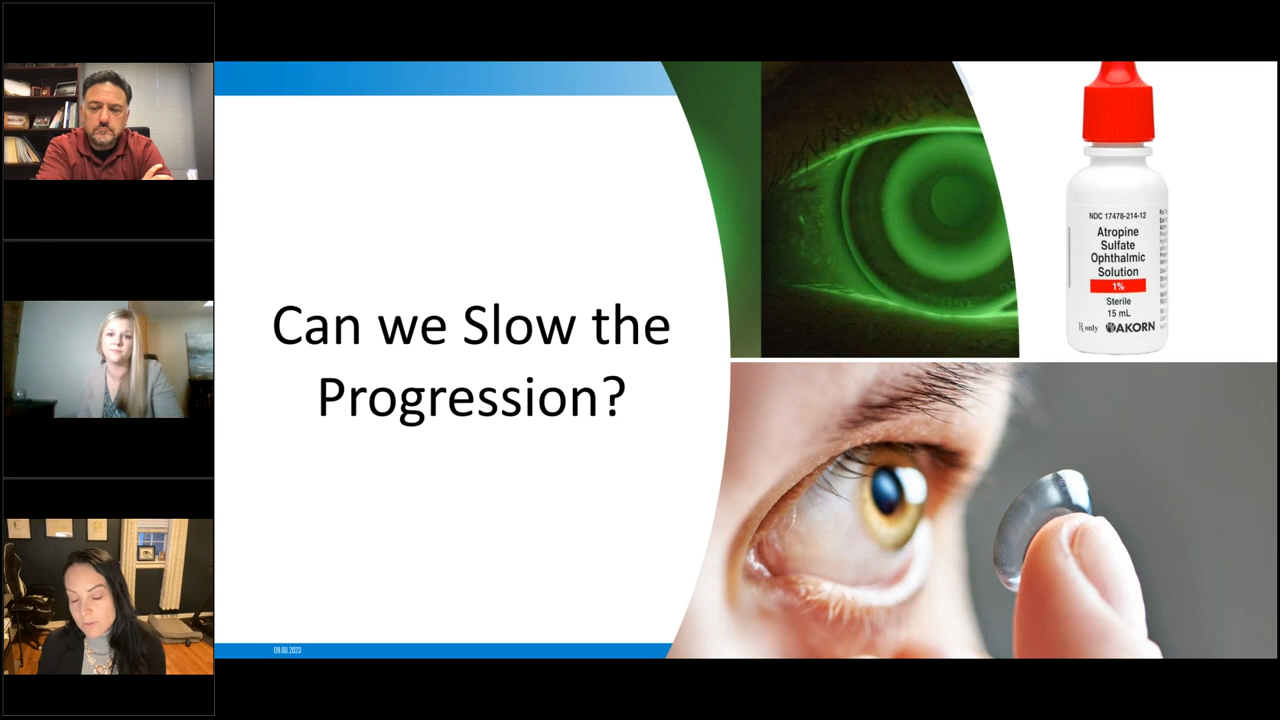 Can we Slow the
Progression?
09.06.2023
NDC 17478-214-12
Atropine
Sulfate
Ophthalmic
Solution
1%
Sterile
15 mL
Rx only AKORN